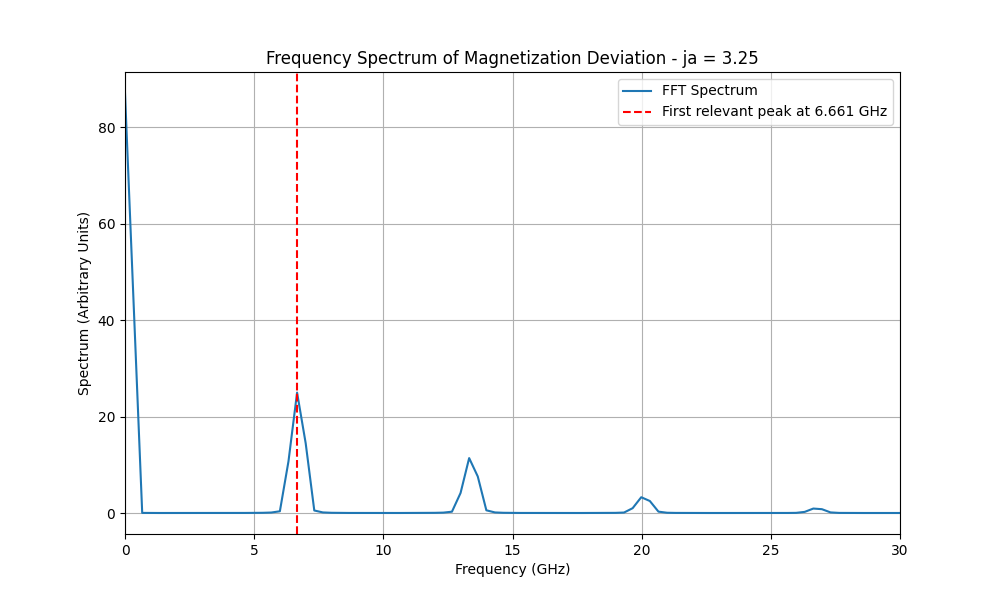 Frequency Spectrum of Magnetization Deviation - ja = 3.25
FFT Spectrum
First relevant peak at 6.661 GHz
Spectrum (Arbitrary Units)
80
60
40
20
0
0 5 10 15 20 25 30
Frequency (GHz)